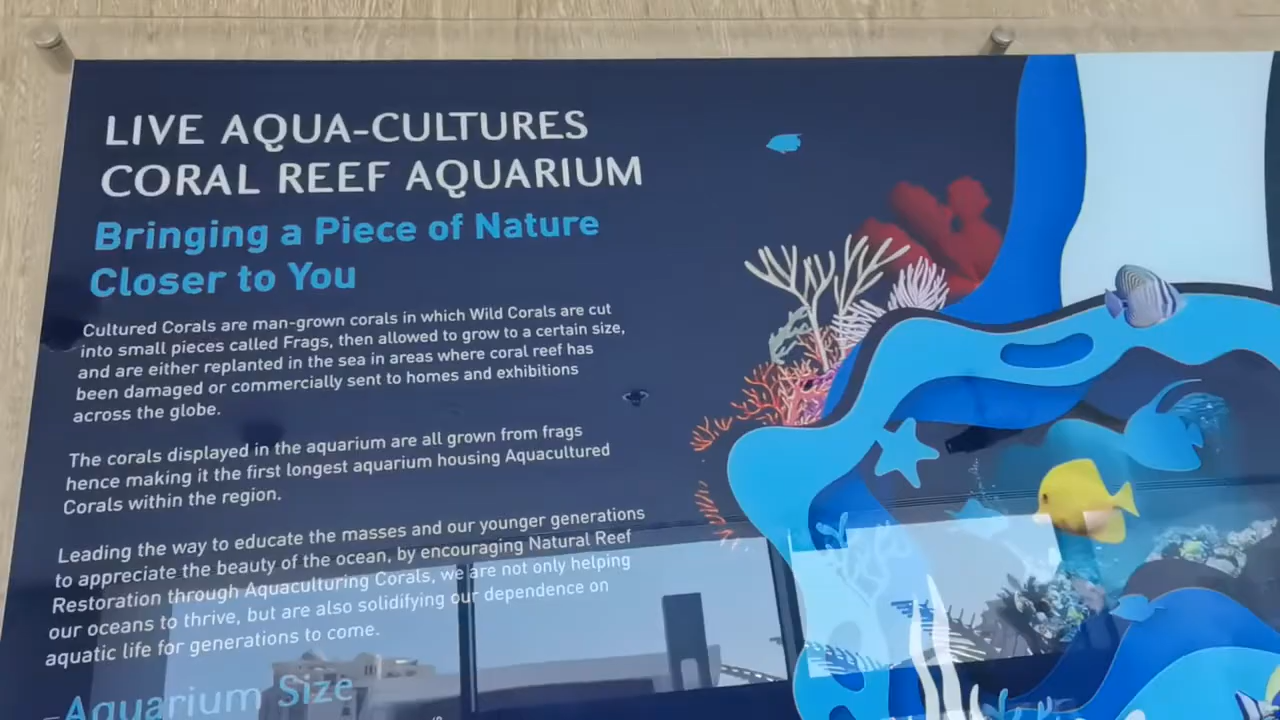 LIVE AQUA-CULTURES
CORAL REEF AQUARIUM
Bringing a Piece of Nature
Closer to You
Cultured Corals are man-grown corals in which Wild Corals are cut
into small pieces called Frags, then allowed to grow to a certain size,
and are either replanted in the sea in areas where coral reef has
been damaged or commercially sent to homes and exhibitions
across the globe.
The corals displayed in the aquarium are all grown from frags
hence making it the first longest aquarium housing Aquacultured
Corals within the region.
Leading the way to educate the masses and our younger generations
to appreciate the beauty of the ocean, by encouraging Natural Reef
Restoration through Aquaculturing Corals, we are not only helping
our oceans to thrive, but are also solidifying our dependence on
aquatic life for generations to come.
-Aquarium Size